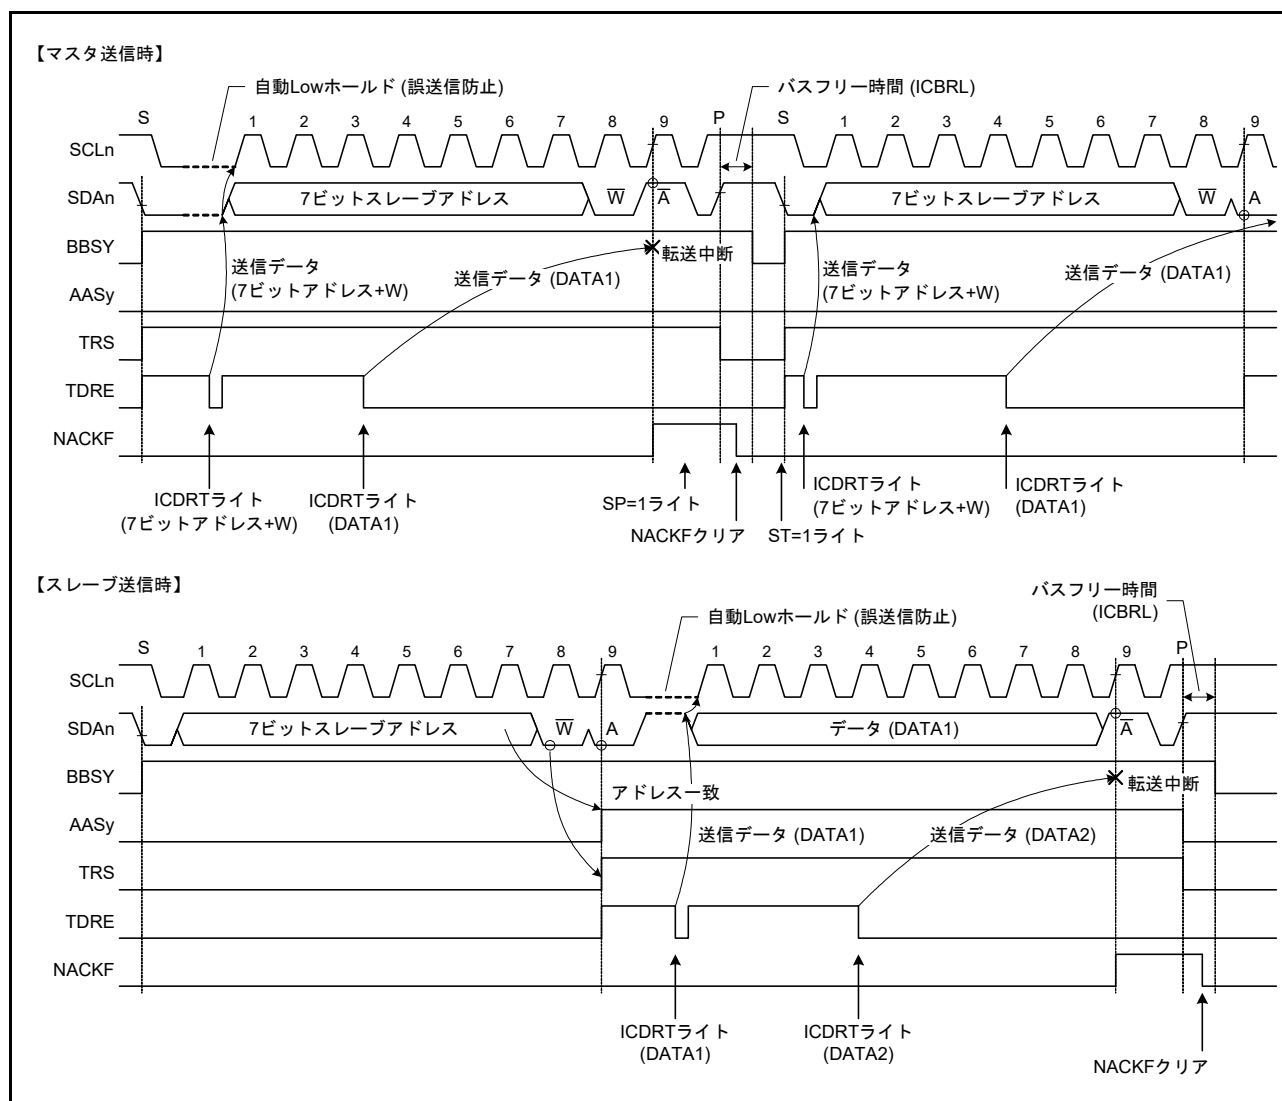 【マスタ送信時】
自動Lowホールド (誤送信防止)
バスフリー時間 (ICBRL)
S 1 2 3 4 5 6 7 8 9 P S 1 2 3 4 5 6 7 8 9
SCLn
SDAn 7ビットスレーブアドレス W̅ A̅ 7ビットスレーブアドレス W̅ A
BBSY 転送中断
送信データ
(7ビットアドレス+W)
送信データ (DATA1)
送信データ
(7ビットアドレス+W)
送信データ (DATA1)
AASy
TRS
TDRE
NACKF
ICDRTライト
(7ビットアドレス+W)
ICDRTライト
(DATA1)
SP=1ライト
NACKFクリア
ST=1ライト
ICDRTライト
(7ビットアドレス+W)
ICDRTライト
(DATA1)
【スレーブ送信時】
自動Lowホールド (誤送信防止)
バスフリー時間
(ICBRL)
S 1 2 3 4 5 6 7 8 9 1 2 3 4 5 6 7 8 9 P
SCLn
SDAn 7ビットスレーブアドレス W̅ A データ (DATA1) A̅
BBSY 転送中断
アドレス一致
AASy
送信データ (DATA1) 送信データ (DATA2)
TRS
TDRE
NACKF
ICDRTライト
(DATA1)
ICDRTライト
(DATA2)
NACKFクリア